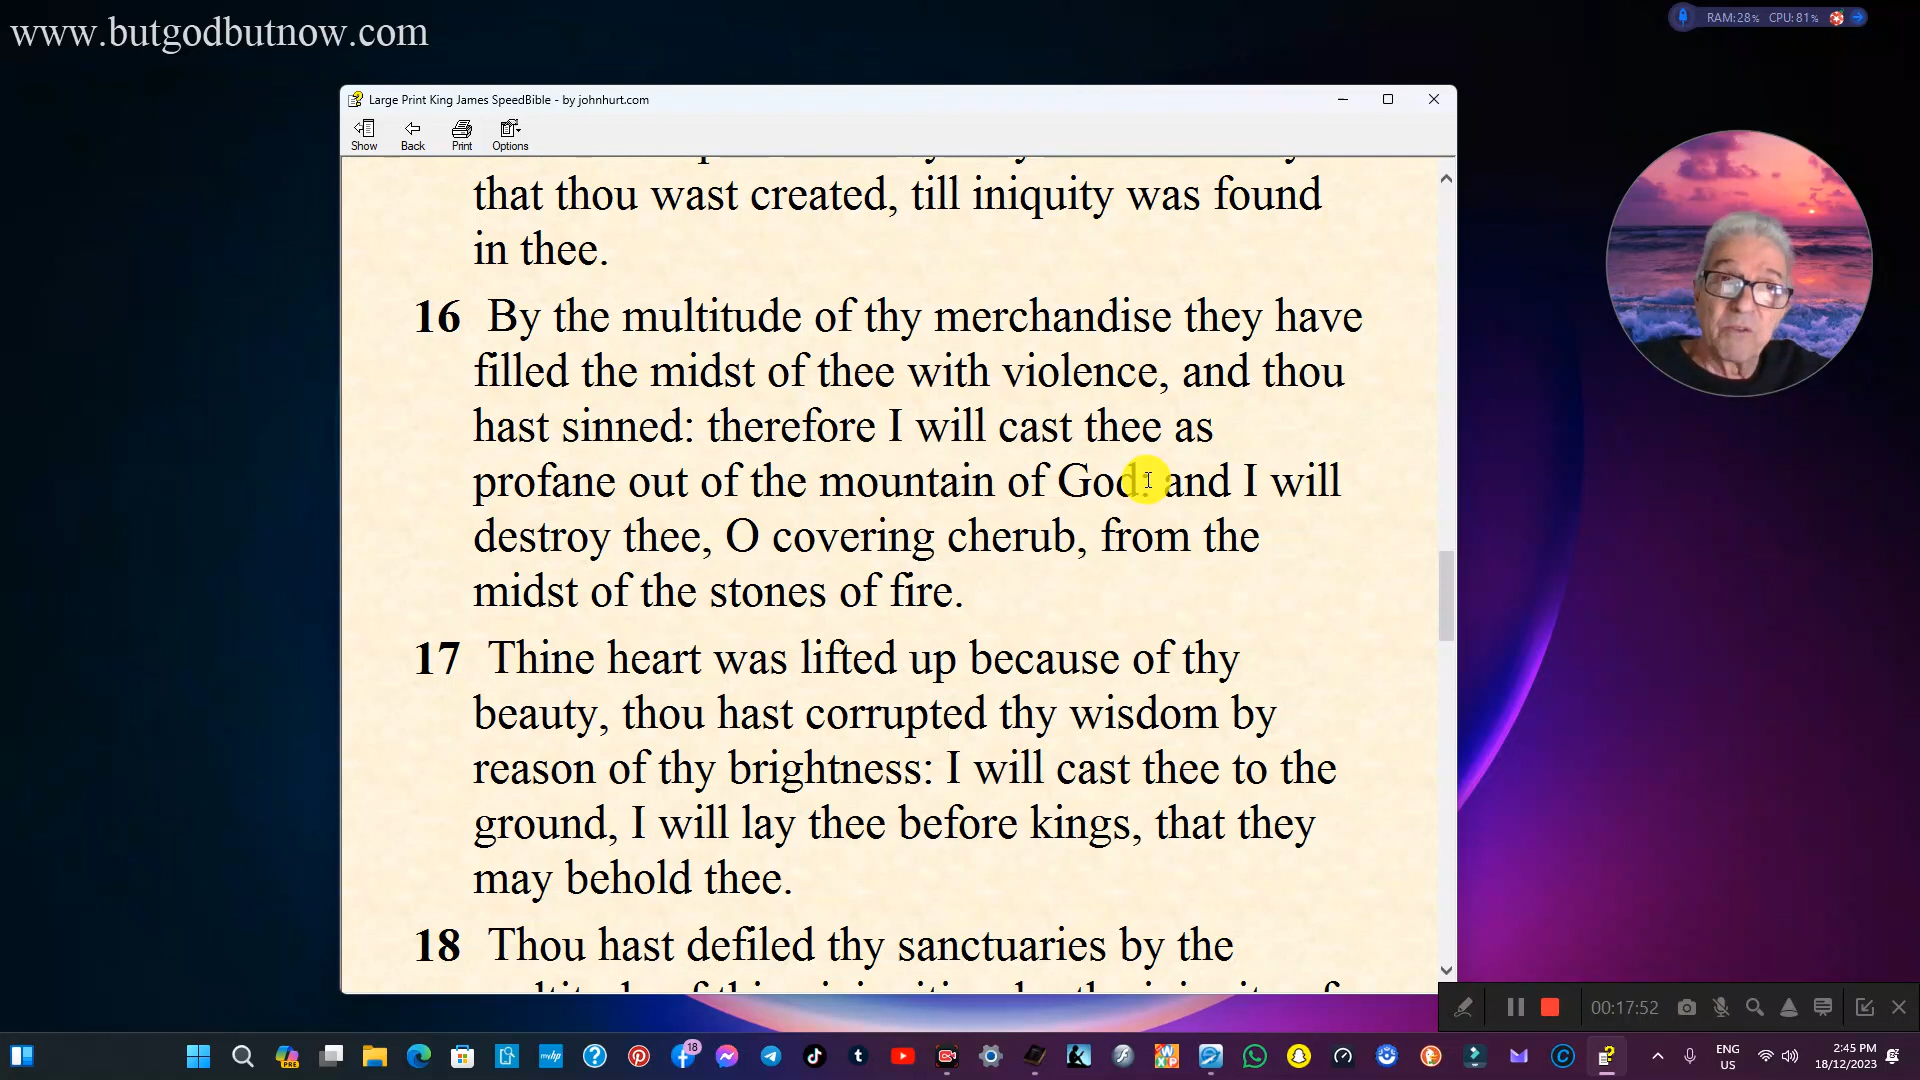 www.butgodbutnow.com
RAM:28% CPU:81%
Large Print King James SpeedBible - by johnhurt.com
Show Back Print Options
that thou wast created, till iniquity was found
in thee.
16 By the multitude of thy merchandise they have
filled the midst of thee with violence, and thou
hast sinned: therefore I will cast thee as
profane out of the mountain of God: and I will
destroy thee, O covering cherub, from the
midst of the stones of fire.
17 Thine heart was lifted up because of thy
beauty, thou hast corrupted thy wisdom by
reason of thy brightness: I will cast thee to the
ground, I will lay thee before kings, that they
may behold thee.
18 Thou hast defiled thy sanctuaries by the
00:17:52
18
PRE
myhp
ENG
US
2:45 PM
18/12/2023